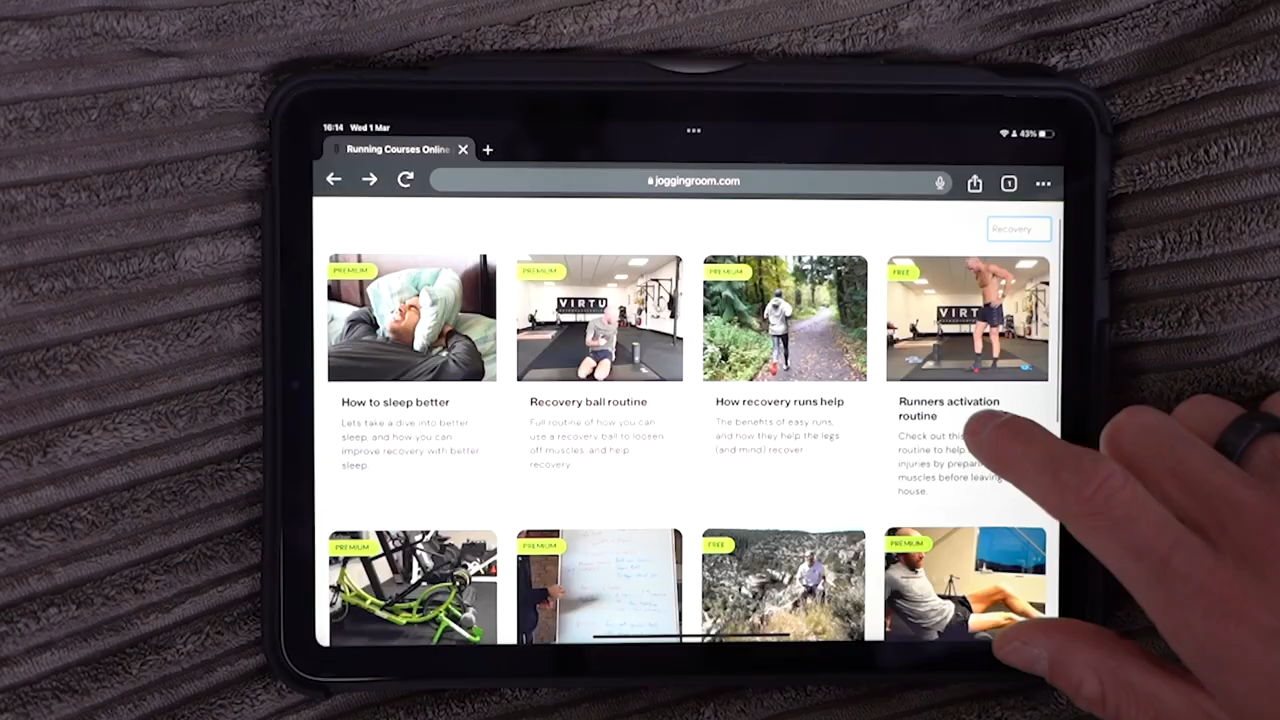 16:14 Wed 1 Mar
43%
Running Courses Online
joggingroom.com
1
Recovery
PREMIUM
PREMIUM
PREMIUM
FREE
VIRTU
VIRT
How to sleep better
Lets take a dive into better
sleep, and how you can
improve recovery with better
sleep
Recovery ball routine
Full routine of how you can
use a recovery ball to loosen
off muscles, and help
recovery
How recovery runs help
The benefits of easy runs,
and how they help the legs
(and mind) recover
Runners activation
routine
Check out this
routine to help
injuries by
muscles before leaving
house.
PREMIUM
PREMIUM
FREE
PREMIUM